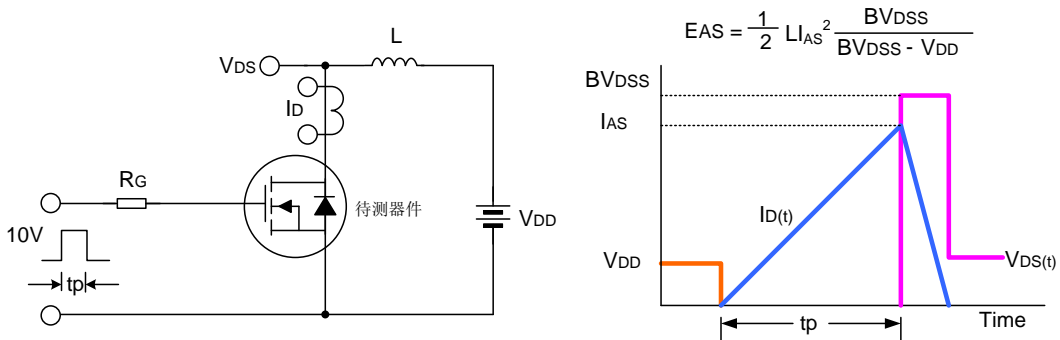 VDS
L
ID
RG
待测器件
10V
tp
VDD
EAS = 1/2 LIAS² BVDSS / (BVDSS - VDD)
BVDSS
IAS
ID(t)
VDD
VDS(t)
tp
Time